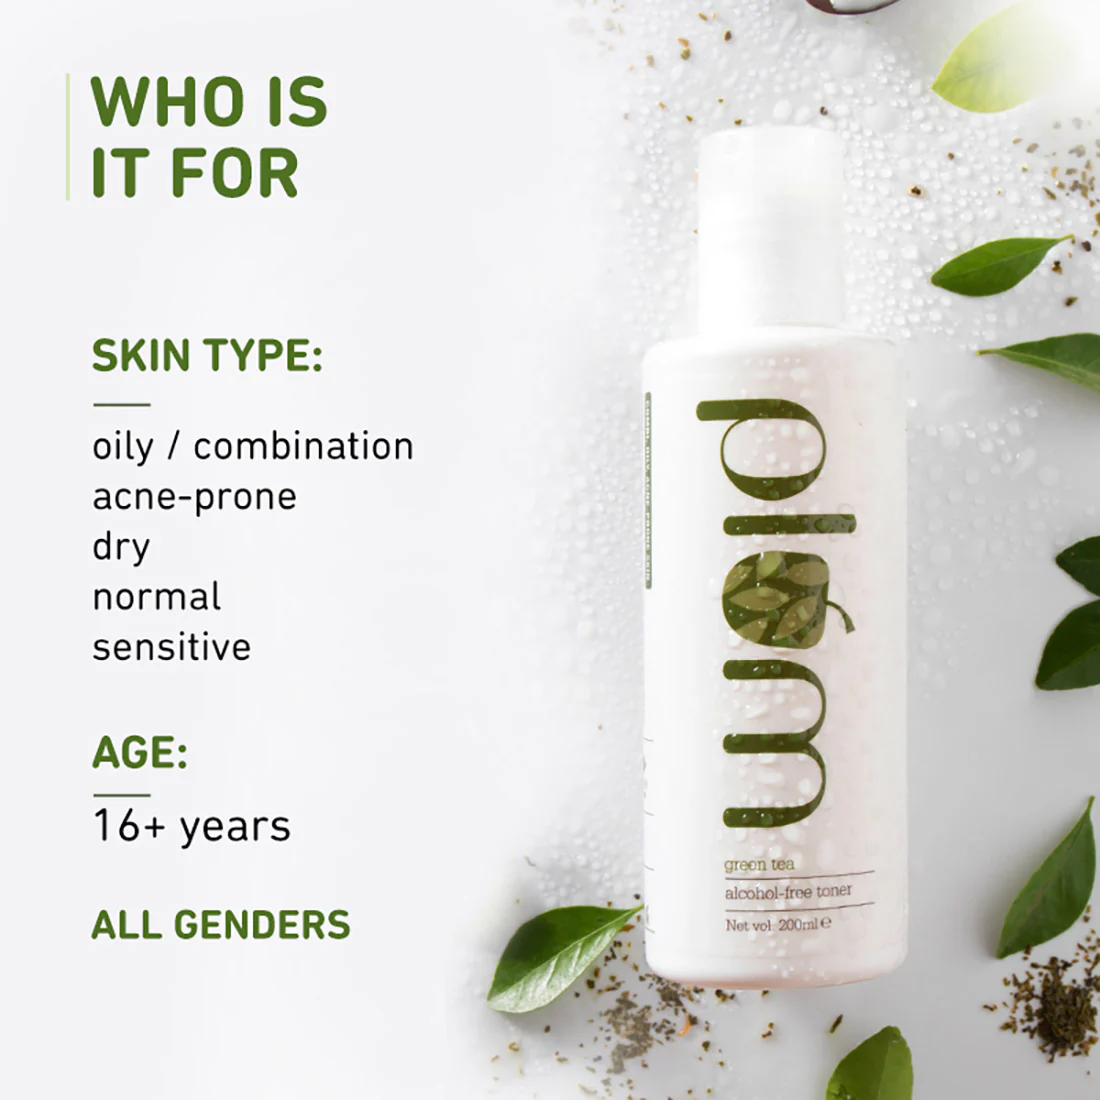 WHO IS
IT FOR
SKIN TYPE:
oily / combination
acne-prone
dry
normal
sensitive
AGE:
16+ years
ALL GENDERS
plum
green tea
alcohol-free toner
Net vol. 200ml ℮